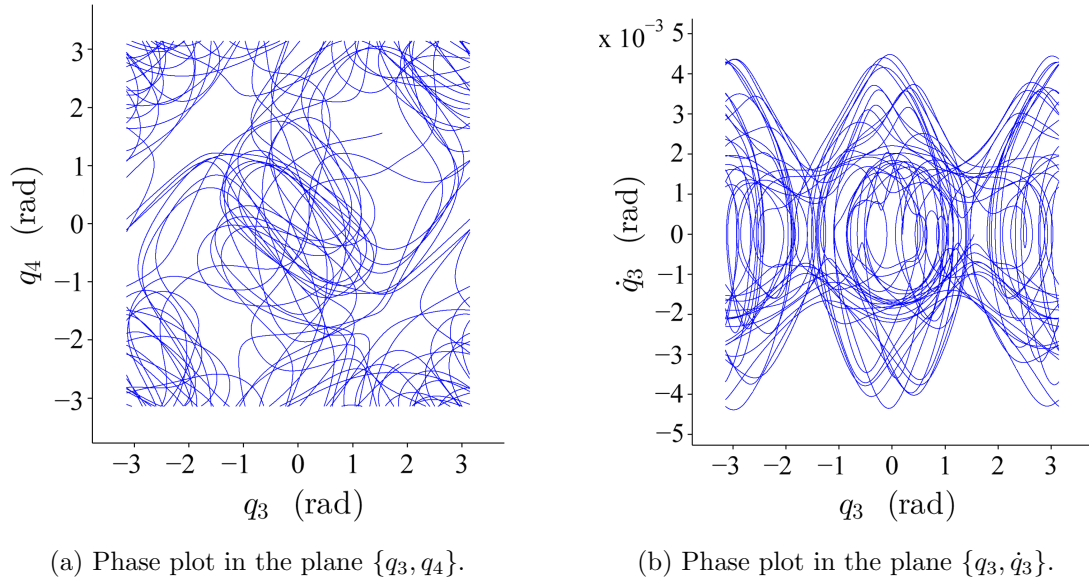 3
2
1
0
−1
−2
−3
q4 (rad)
−3 −2 −1 0 1 2 3
q3 (rad)
(a) Phase plot in the plane {q3, q4}.
x 10−3
5
4
3
2
1
0
−1
−2
−3
−4
−5
q̇3 (rad)
−3 −2 −1 0 1 2 3
q3 (rad)
(b) Phase plot in the plane {q3, q̇3}.